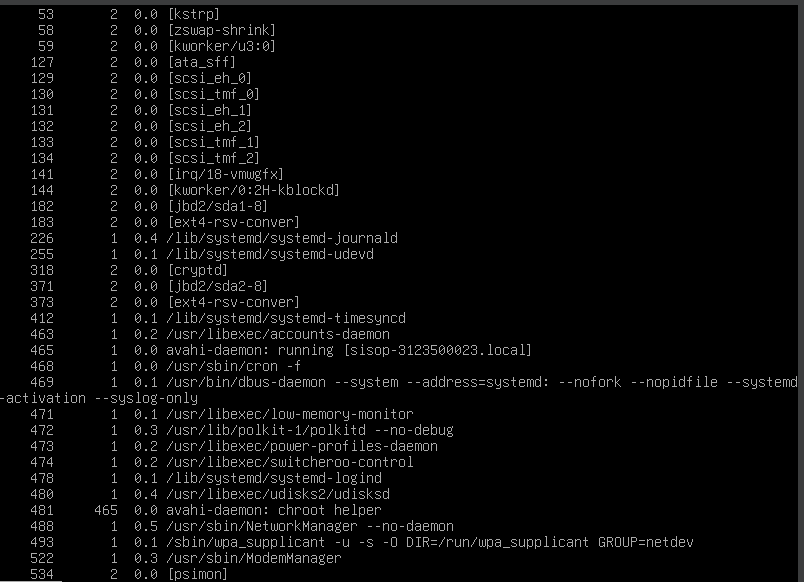 53 2 0.0 [kstrp]
58 2 0.0 [zswap-shrink]
59 2 0.0 [kworker/u3:0]
127 2 0.0 [ata_sff]
129 2 0.0 [scsi_eh_0]
130 2 0.0 [scsi_tmf_0]
131 2 0.0 [scsi_eh_1]
132 2 0.0 [scsi_eh_2]
133 2 0.0 [scsi_tmf_1]
134 2 0.0 [scsi_tmf_2]
141 2 0.0 [irq/18-vmwgfx]
144 2 0.0 [kworker/0:2H-kblockd]
182 2 0.0 [jbd2/sda1-8]
183 2 0.0 [ext4-rsv-conver]
226 1 0.4 /lib/systemd/systemd-journald
255 1 0.1 /lib/systemd/systemd-udevd
318 2 0.0 [cryptd]
371 2 0.0 [jbd2/sda2-8]
373 2 0.0 [ext4-rsv-conver]
412 1 0.1 /lib/systemd/systemd-timesyncd
463 1 0.2 /usr/libexec/accounts-daemon
465 1 0.0 avahi-daemon: running [sisop-3123500023.local]
468 1 0.0 /usr/sbin/cron -f
469 1 0.1 /usr/bin/dbus-daemon --system --address=systemd: --nofork --nopidfile --systemd
-activation --syslog-only
471 1 0.1 /usr/libexec/low-memory-monitor
472 1 0.3 /usr/lib/polkit-1/polkitd --no-debug
473 1 0.2 /usr/libexec/power-profiles-daemon
474 1 0.2 /usr/libexec/switcheroo-control
478 1 0.1 /lib/systemd/systemd-logind
480 1 0.4 /usr/libexec/udisks2/udisksd
481 465 0.0 avahi-daemon: chroot helper
488 1 0.5 /usr/sbin/NetworkManager --no-daemon
493 1 0.1 /sbin/wpa_supplicant -u -s -O DIR=/run/wpa_supplicant GROUP=netdev
522 1 0.3 /usr/sbin/ModemManager
534 2 0.0 [psimon]